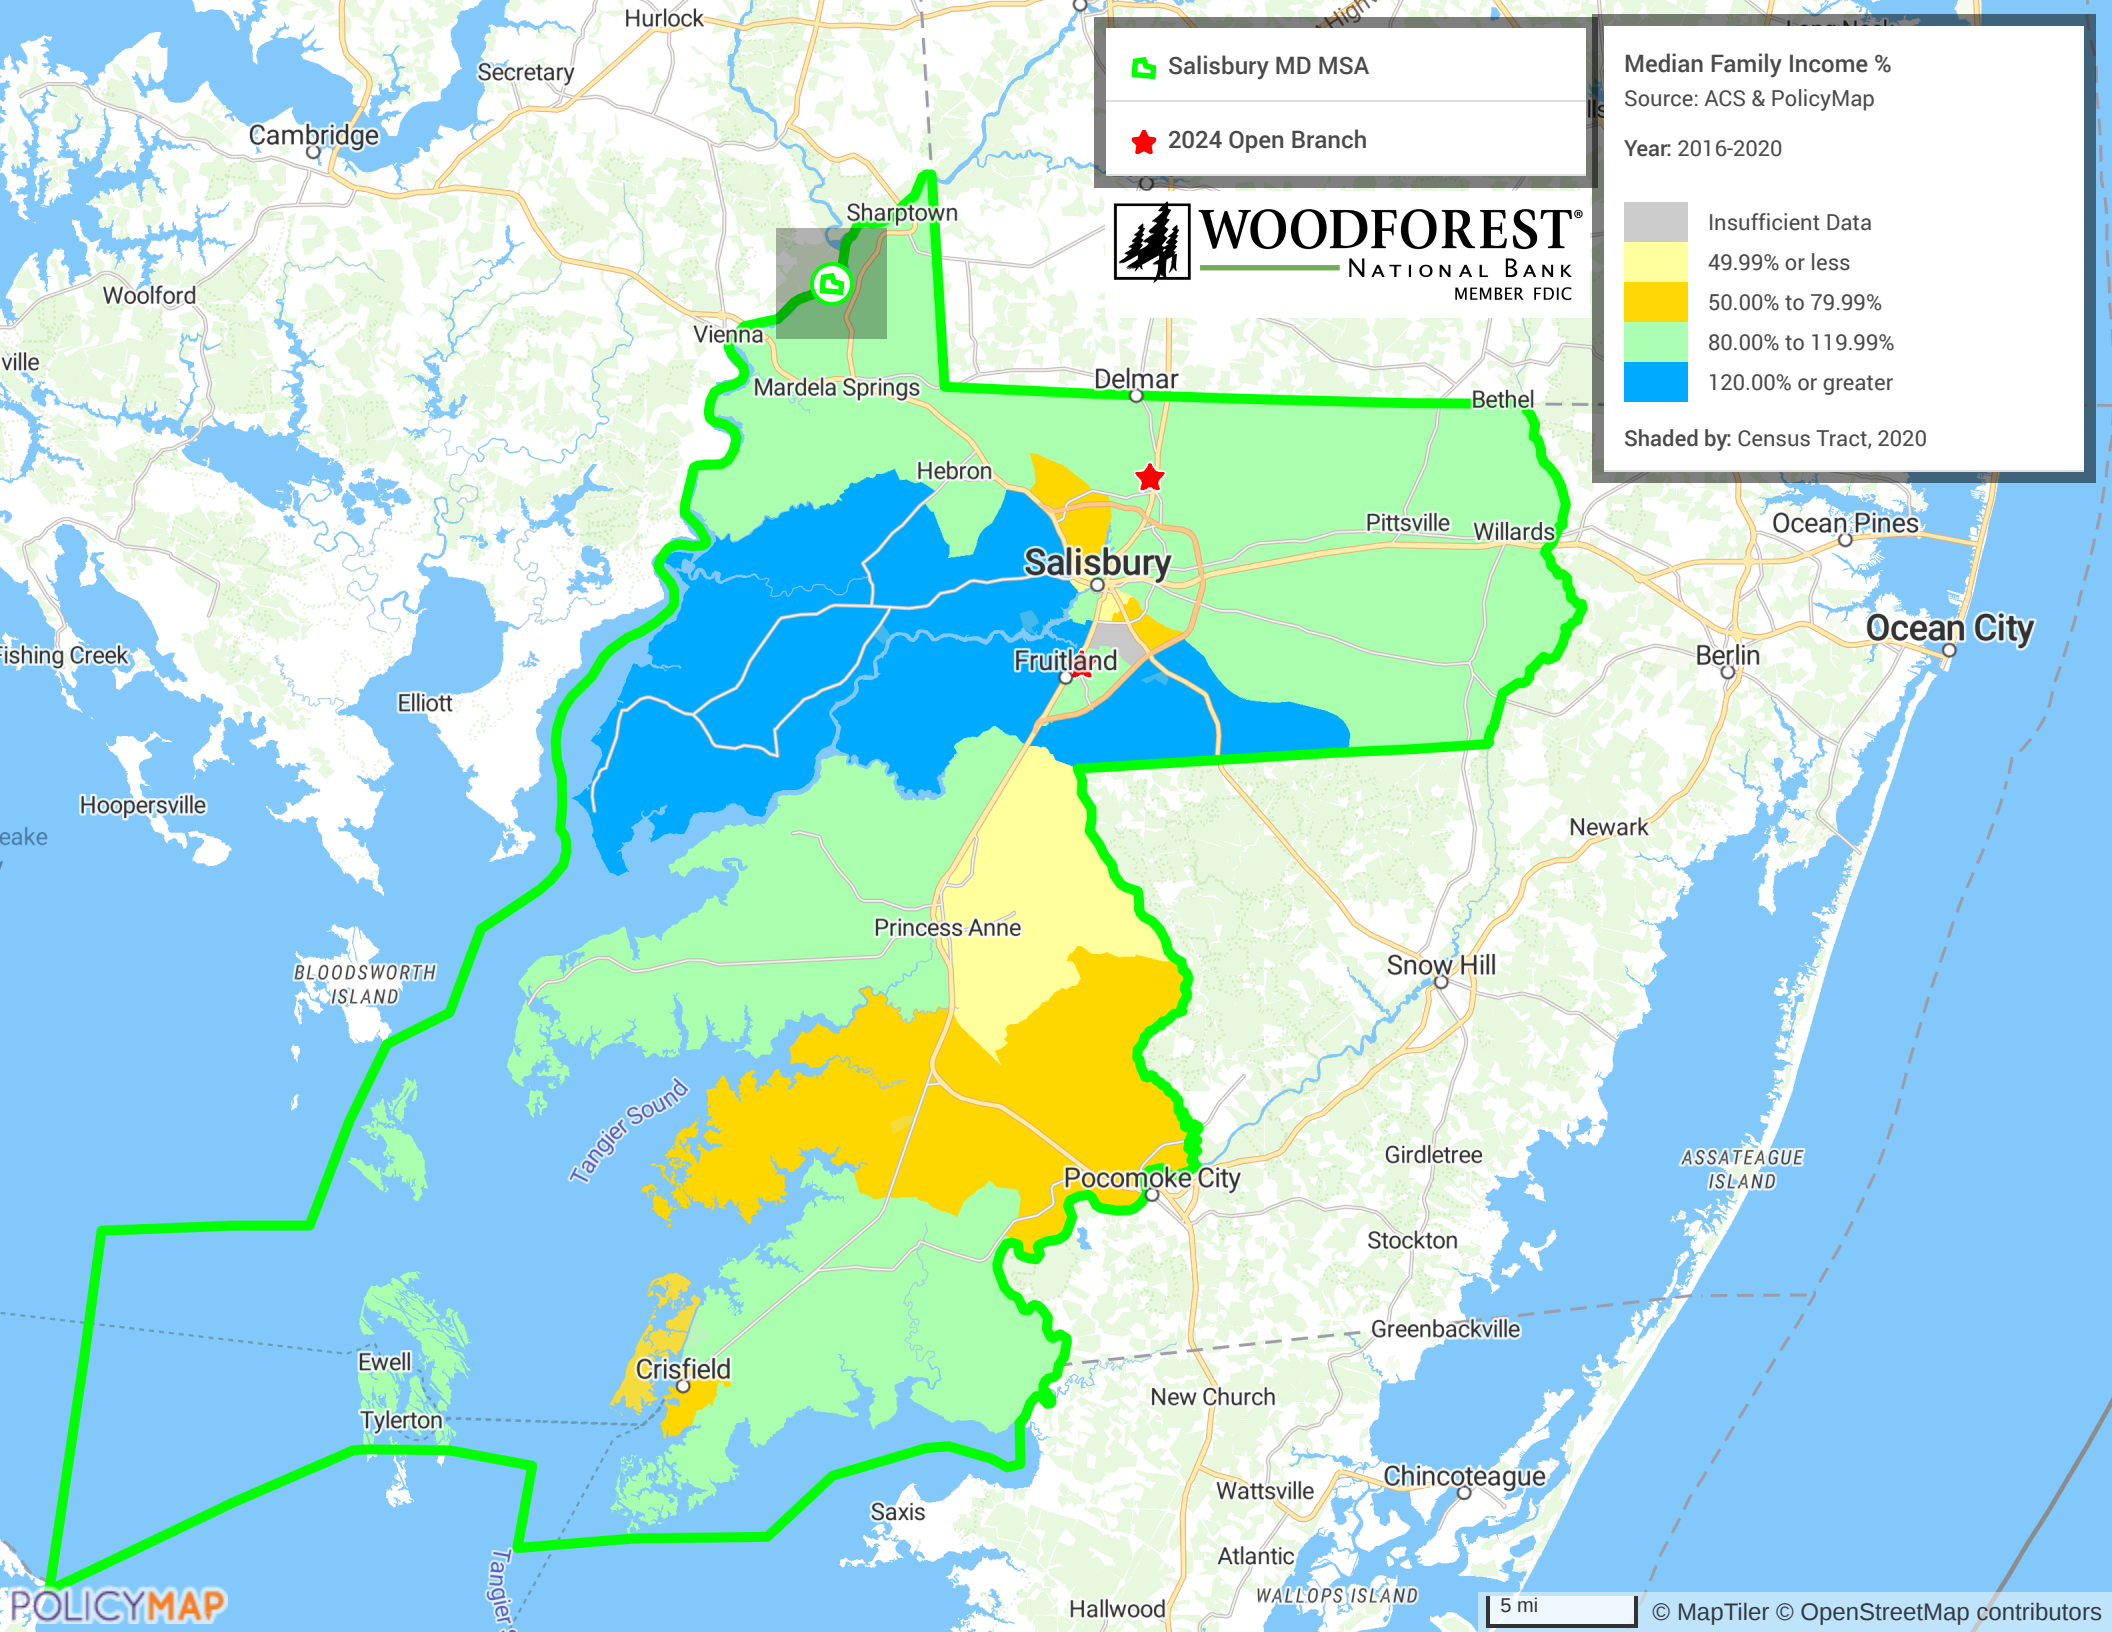 Hurlock
Secretary
Cambridge
Sharptown
Woolford
Vienna
ville
Mardela Springs
Delmar
Bethel
Hebron
Pittsville
Willards
Ocean Pines
Salisbury
Ocean City
Fishing Creek
Fruitland
Berlin
Elliott
Hoopersville
eake
Newark
Princess Anne
Snow Hill
BLOODSWORTH
ISLAND
Tangier Sound
Girdletree
ASSATEAGUE
ISLAND
Pocomoke City
Stockton
Greenbackville
Ewell
Crisfield
Tylerton
New Church
Chincoteague
Wattsville
Saxis
Atlantic
WALLOPS ISLAND
Hallwood
Tangier S
Salisbury MD MSA
2024 Open Branch
WOODFOREST®
NATIONAL BANK
MEMBER FDIC
Median Family Income %
Source: ACS & PolicyMap
Year: 2016-2020
Insufficient Data
49.99% or less
50.00% to 79.99%
80.00% to 119.99%
120.00% or greater
Shaded by: Census Tract, 2020
POLICYMAP
5 mi
© MapTiler © OpenStreetMap contributors